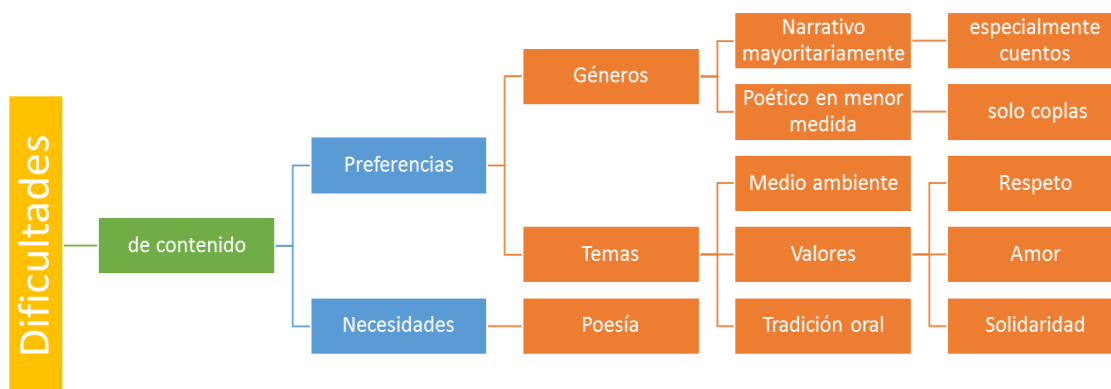 Dificultades
de contenido
Preferencias
Necesidades
Géneros
Temas
Poesía
Narrativo
mayoritariamente
Poético en menor
medida
Medio ambiente
Valores
Tradición oral
especialmente
cuentos
solo coplas
Respeto
Amor
Solidaridad